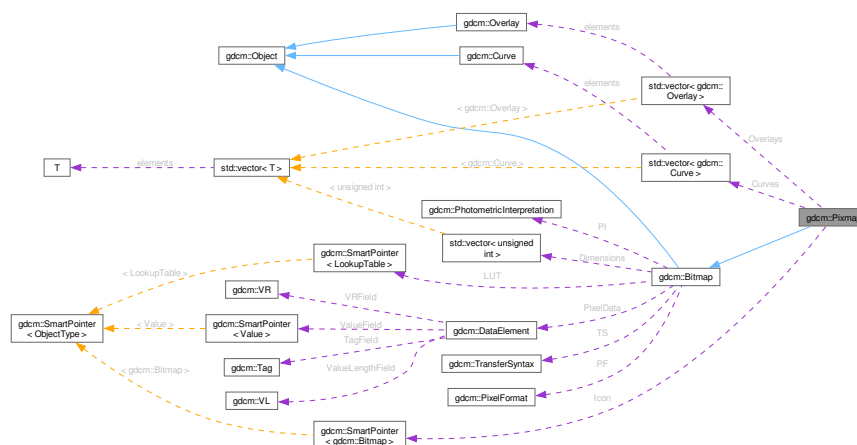 gdcm::Overlay
elements
gdcm::Object
gdcm::Curve
elements
std::vector< gdcm::
Overlay >
< gdcm::Overlay >
Overlays
T
elements
std::vector< T >
< gdcm::Curve >
std::vector< gdcm::
Curve >
Curves
< unsigned int >
gdcm::PhotometricInterpretation
gdcm::Pixmap
PI
std::vector< unsigned
int >
Dimensions
gdcm::SmartPointer
< LookupTable >
< LookupTable >
LUT
gdcm::Bitmap
gdcm::VR
VRField
PixelData
gdcm::SmartPointer
< ObjectType >
< Value >
gdcm::SmartPointer
< Value >
ValueField
gdcm::DataElement
TS
TagField
gdcm::Tag
gdcm::TransferSyntax
PF
< gdcm::Bitmap >
ValueLengthField
gdcm::VL
gdcm::PixelFormat
Icon
gdcm::SmartPointer
< gdcm::Bitmap >